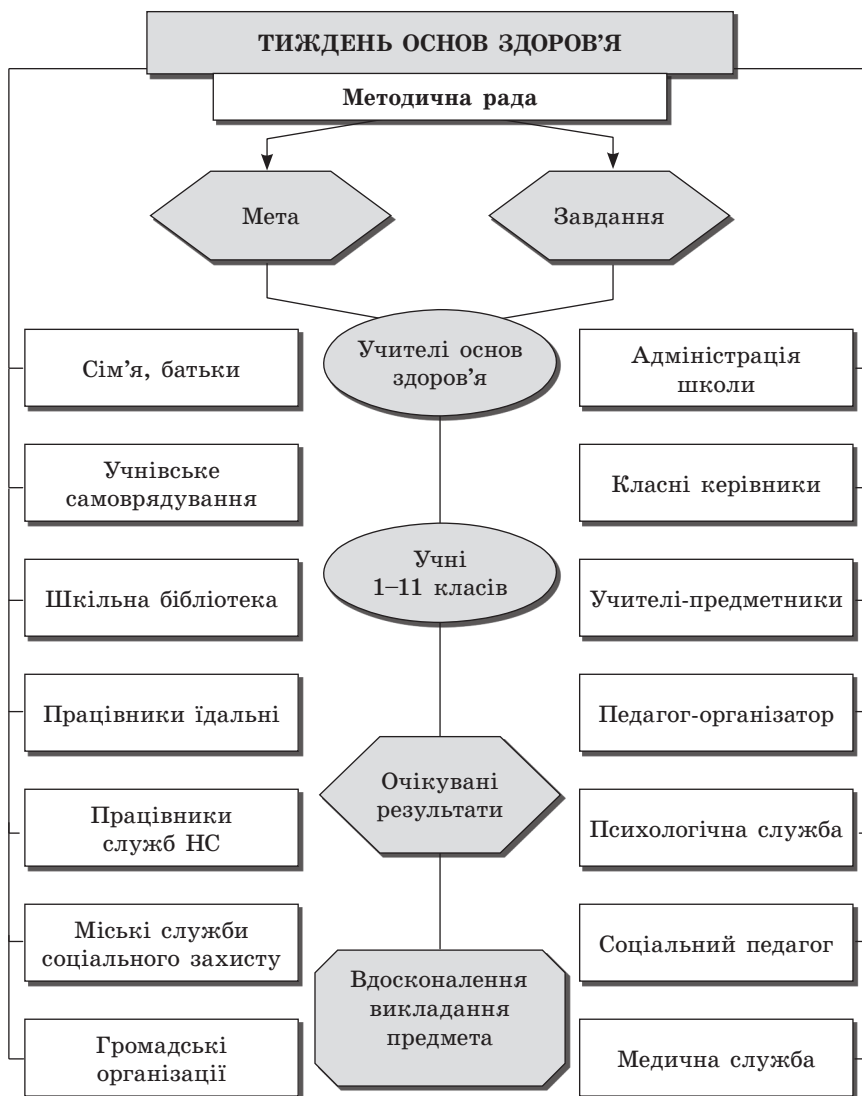 ТИЖДЕНЬ ОСНОВ ЗДОРОВ'Я
Методична рада
Мета
Завдання
Учителі основ
здоров'я
Сім'я, батьки
Адміністрація
школи
Учнівське
самоврядування
Класні керівники
Учні
1–11 класів
Шкільна бібліотека
Учителі-предметники
Працівники їдальні
Педагог-організатор
Очікувані
результати
Працівники
служб НС
Психологічна служба
Міські служби
соціального захисту
Соціальний педагог
Вдосконалення
викладання
предмета
Громадські
організації
Медична служба